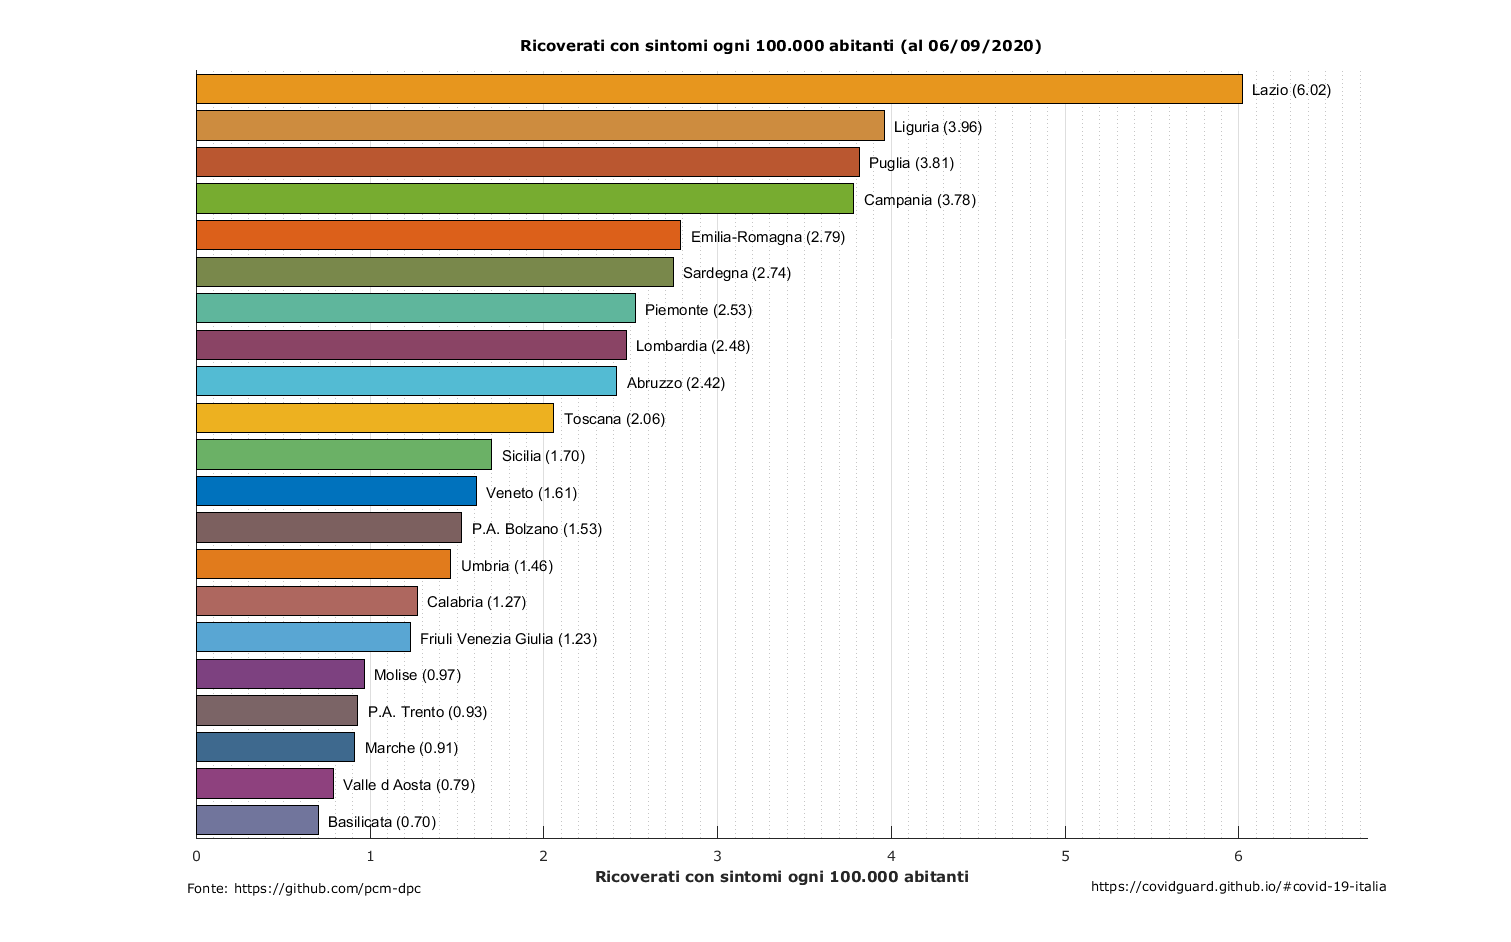 Ricoverati con sintomi ogni 100.000 abitanti (al 06/09/2020)
Lazio (6.02)
Liguria (3.96)
Puglia (3.81)
Campania (3.78)
Emilia-Romagna (2.79)
Sardegna (2.74)
Piemonte (2.53)
Lombardia (2.48)
Abruzzo (2.42)
Toscana (2.06)
Sicilia (1.70)
Veneto (1.61)
P.A. Bolzano (1.53)
Umbria (1.46)
Calabria (1.27)
Friuli Venezia Giulia (1.23)
Molise (0.97)
P.A. Trento (0.93)
Marche (0.91)
Valle d Aosta (0.79)
Basilicata (0.70)
0 1 2 3 4 5 6
Ricoverati con sintomi ogni 100.000 abitanti
Fonte: https://github.com/pcm-dpc
https://covidguard.github.io/#covid-19-italia